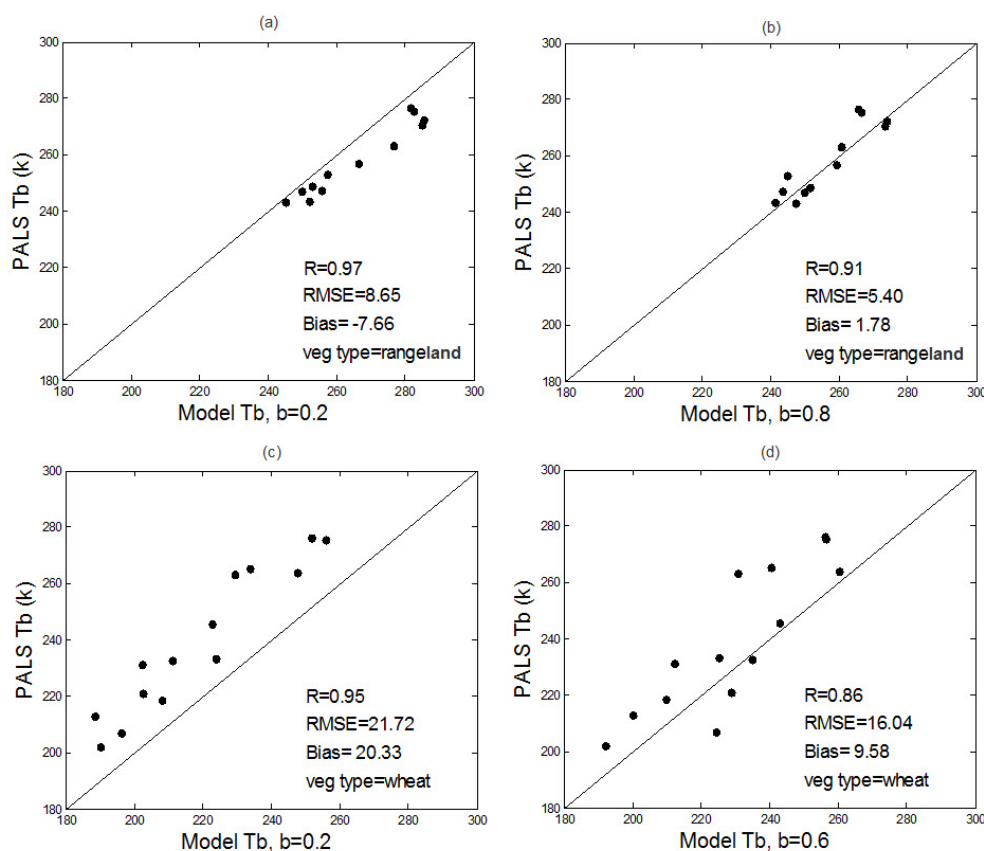 (a)
300
280
260
240
220
200
180
PALS Tb (k)
R=0.97
RMSE=8.65
Bias= -7.66
veg type=rangeland
180 200 220 240 260 280 300
Model Tb, b=0.2
(b)
300
280
260
240
220
200
180
PALS Tb (k)
R=0.91
RMSE=5.40
Bias= 1.78
veg type=rangeland
180 200 220 240 260 280 300
Model Tb, b=0.8
(c)
300
280
260
240
220
200
180
PALS Tb (k)
R=0.95
RMSE=21.72
Bias= 20.33
veg type=wheat
180 200 220 240 260 280 300
Model Tb, b=0.2
(d)
300
280
260
240
220
200
180
PALS Tb (k)
R=0.86
RMSE=16.04
Bias= 9.58
veg type=wheat
180 200 220 240 260 280 300
Model Tb, b=0.6